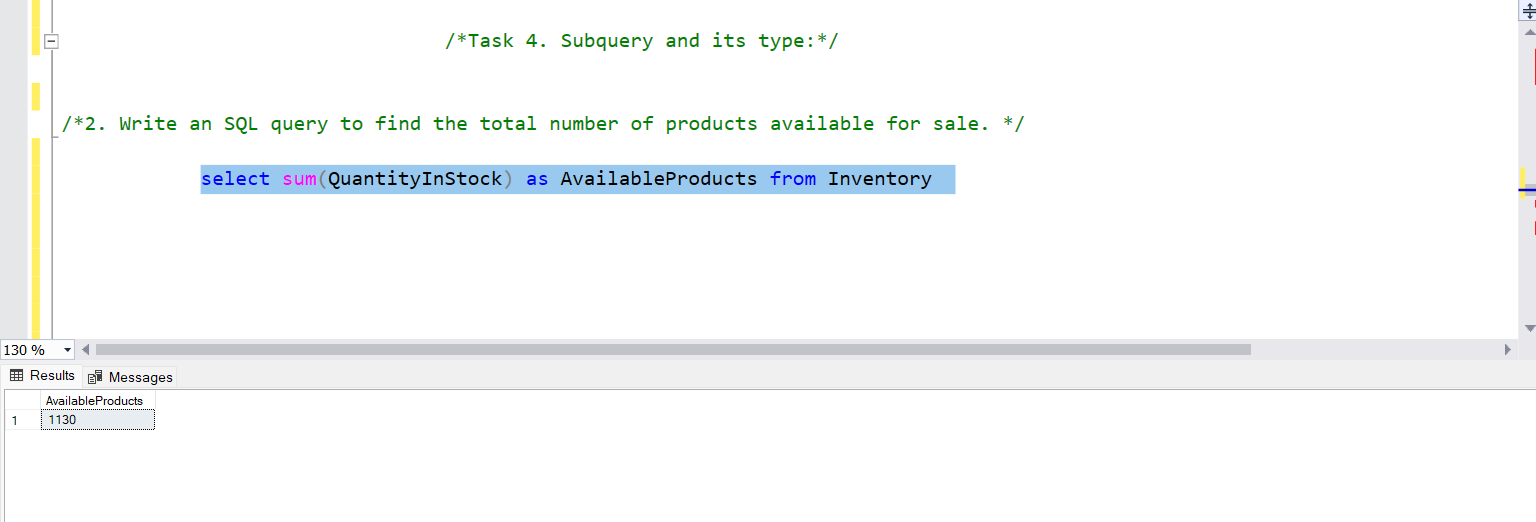 /*Task 4. Subquery and its type:*/
/*2. Write an SQL query to find the total number of products available for sale. */
select sum(QuantityInStock) as AvailableProducts from Inventory
130 %
Results Messages
AvailableProducts
1 1130